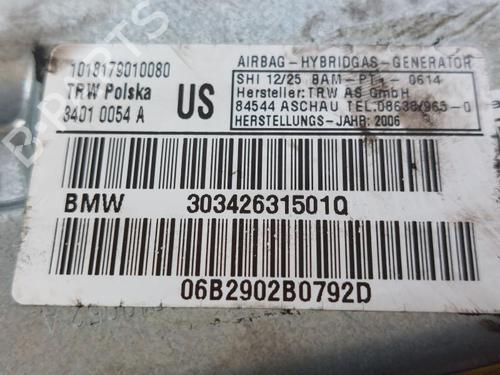 1018179010080
TRW Polska
3401 0054 A
US
AIRBAG-HYBRIDGAS-GENERATOR
SHI 12/25 BAM-PT1-0614
Hersteller:TRW AS GmbH
84544 ASCHAU TEL.08638/965-0
HERSTELLUNGS-JAHR:2006
BMW 30342631501Q
06B2902B0792D